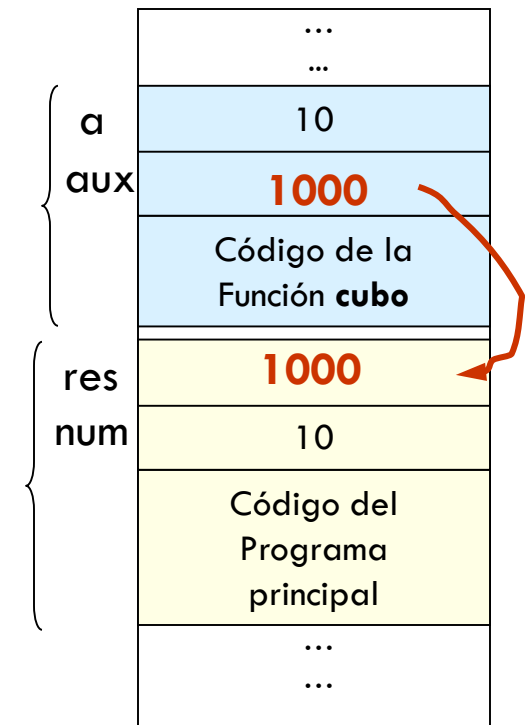 ...
...
a 10
aux 1000
Código de la
Función cubo
res 1000
num 10
Código del
Programa
principal
...
...